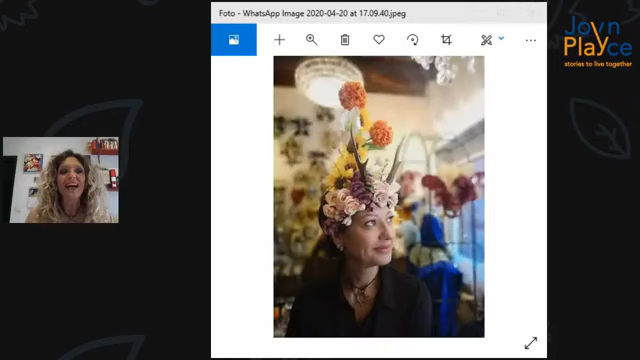 Foto - WhatsApp Image 2020-04-20 at 17.09.40.jpeg
Joyn
Playce
stories to live together